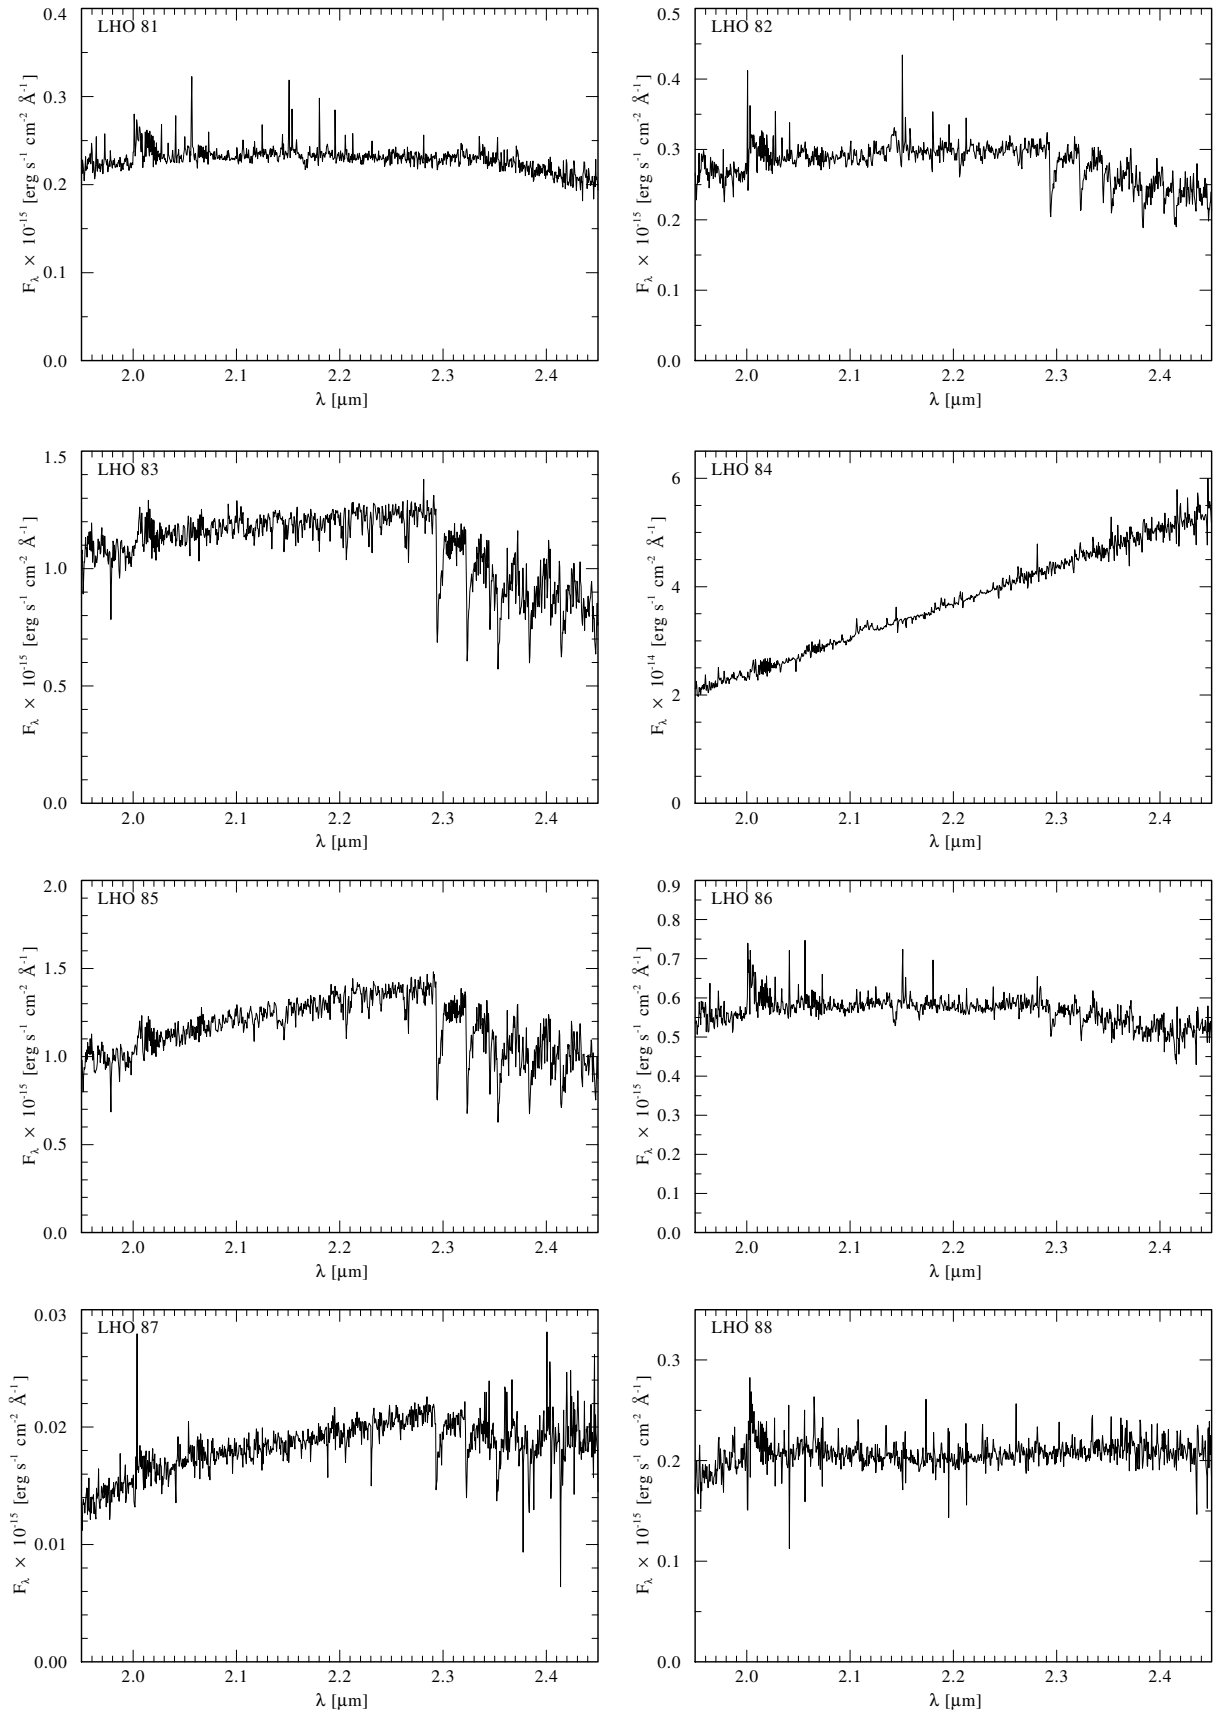 LHO 81
F_λ × 10^-15 [erg s^-1 cm^-2 Å^-1]
0.4
0.3
0.2
0.1
0.0
2.0 2.1 2.2 2.3 2.4
λ [μm]
LHO 82
F_λ × 10^-15 [erg s^-1 cm^-2 Å^-1]
0.5
0.4
0.3
0.2
0.1
0.0
2.0 2.1 2.2 2.3 2.4
λ [μm]
LHO 83
F_λ × 10^-15 [erg s^-1 cm^-2 Å^-1]
1.5
1.0
0.5
0.0
2.0 2.1 2.2 2.3 2.4
λ [μm]
LHO 84
F_λ × 10^-14 [erg s^-1 cm^-2 Å^-1]
6
4
2
0
2.0 2.1 2.2 2.3 2.4
λ [μm]
LHO 85
F_λ × 10^-15 [erg s^-1 cm^-2 Å^-1]
2.0
1.5
1.0
0.5
0.0
2.0 2.1 2.2 2.3 2.4
λ [μm]
LHO 86
F_λ × 10^-15 [erg s^-1 cm^-2 Å^-1]
0.9
0.8
0.7
0.6
0.5
0.4
0.3
0.2
0.1
0.0
2.0 2.1 2.2 2.3 2.4
λ [μm]
LHO 87
F_λ × 10^-15 [erg s^-1 cm^-2 Å^-1]
0.03
0.02
0.01
0.00
2.0 2.1 2.2 2.3 2.4
λ [μm]
LHO 88
F_λ × 10^-15 [erg s^-1 cm^-2 Å^-1]
0.3
0.2
0.1
0.0
2.0 2.1 2.2 2.3 2.4
λ [μm]